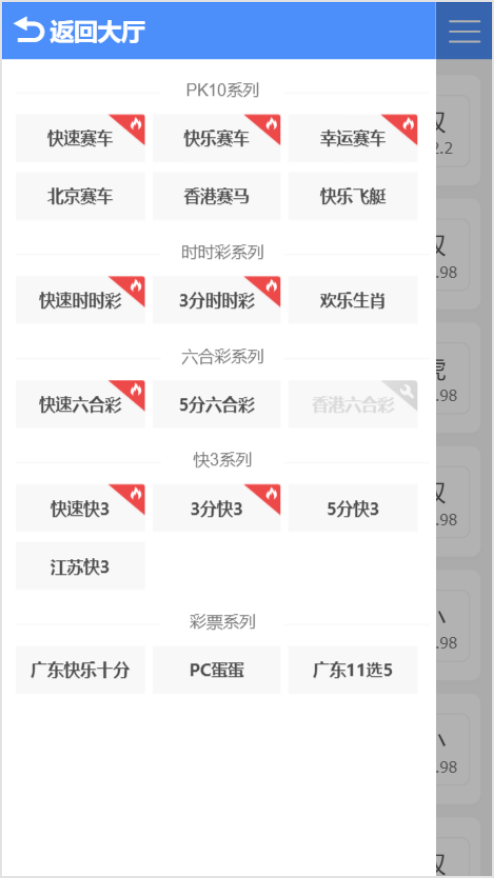 返回大厅
PK10系列
快速赛车 快乐赛车 幸运赛车
北京赛车 香港赛马 快乐飞艇
时时彩系列
快速时时彩 3分时时彩 欢乐生肖
六合彩系列
快速六合彩 5分六合彩 香港六合彩
快3系列
快速快3 3分快3 5分快3
江苏快3
彩票系列
广东快乐十分 PC蛋蛋 广东11选5
2.2
.98
虎
.98
.98
小
.98
小
.98